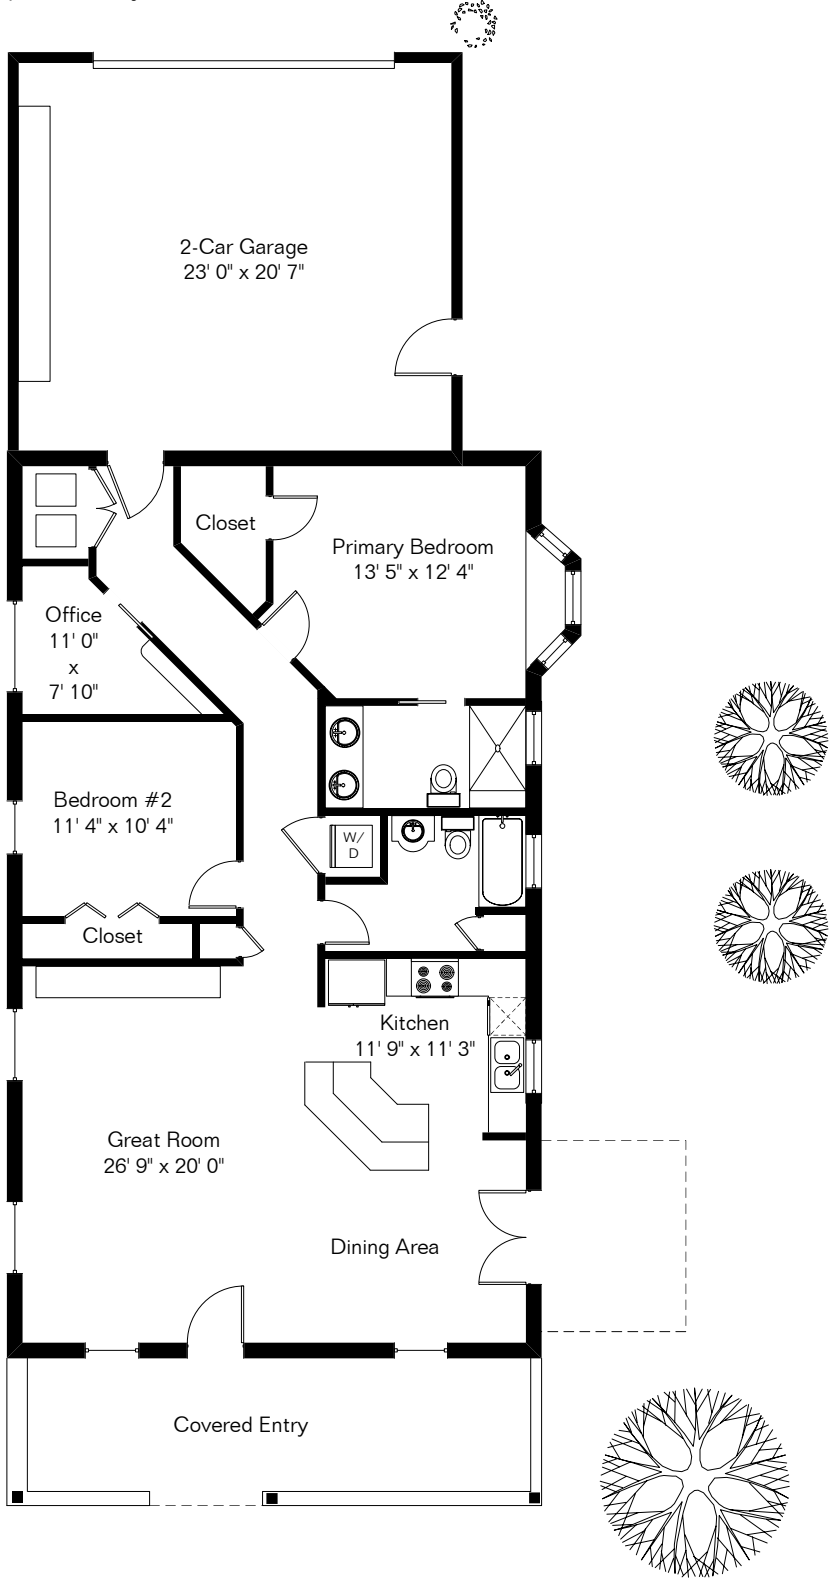 2-Car Garage
23' 0" x 20' 7"
Closet
Primary Bedroom
13' 5" x 12' 4"
Office
11' 0"
x
7' 10"
Bedroom #2
11' 4" x 10' 4"
W/
D
Closet
Kitchen
11' 9" x 11' 3"
Great Room
26' 9" x 20' 0"
Dining Area
Covered Entry